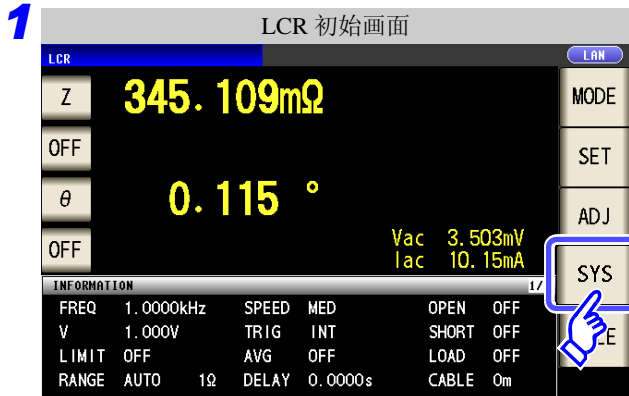 1
LCR 初始画面
LCR
LAN
Z 345.109mΩ
MODE
OFF
SET
θ 0.115 °
ADJ
OFF
Vac 3.503mV
Iac 10.15mA
SYS
INFORMATION 1/
FREQ 1.0000kHz SPEED MED OPEN OFF
V 1.000V TRIG INT SHORT OFF
LIMIT OFF AVG OFF LOAD OFF
RANGE AUTO 1Ω DELAY 0.0000s CABLE 0m